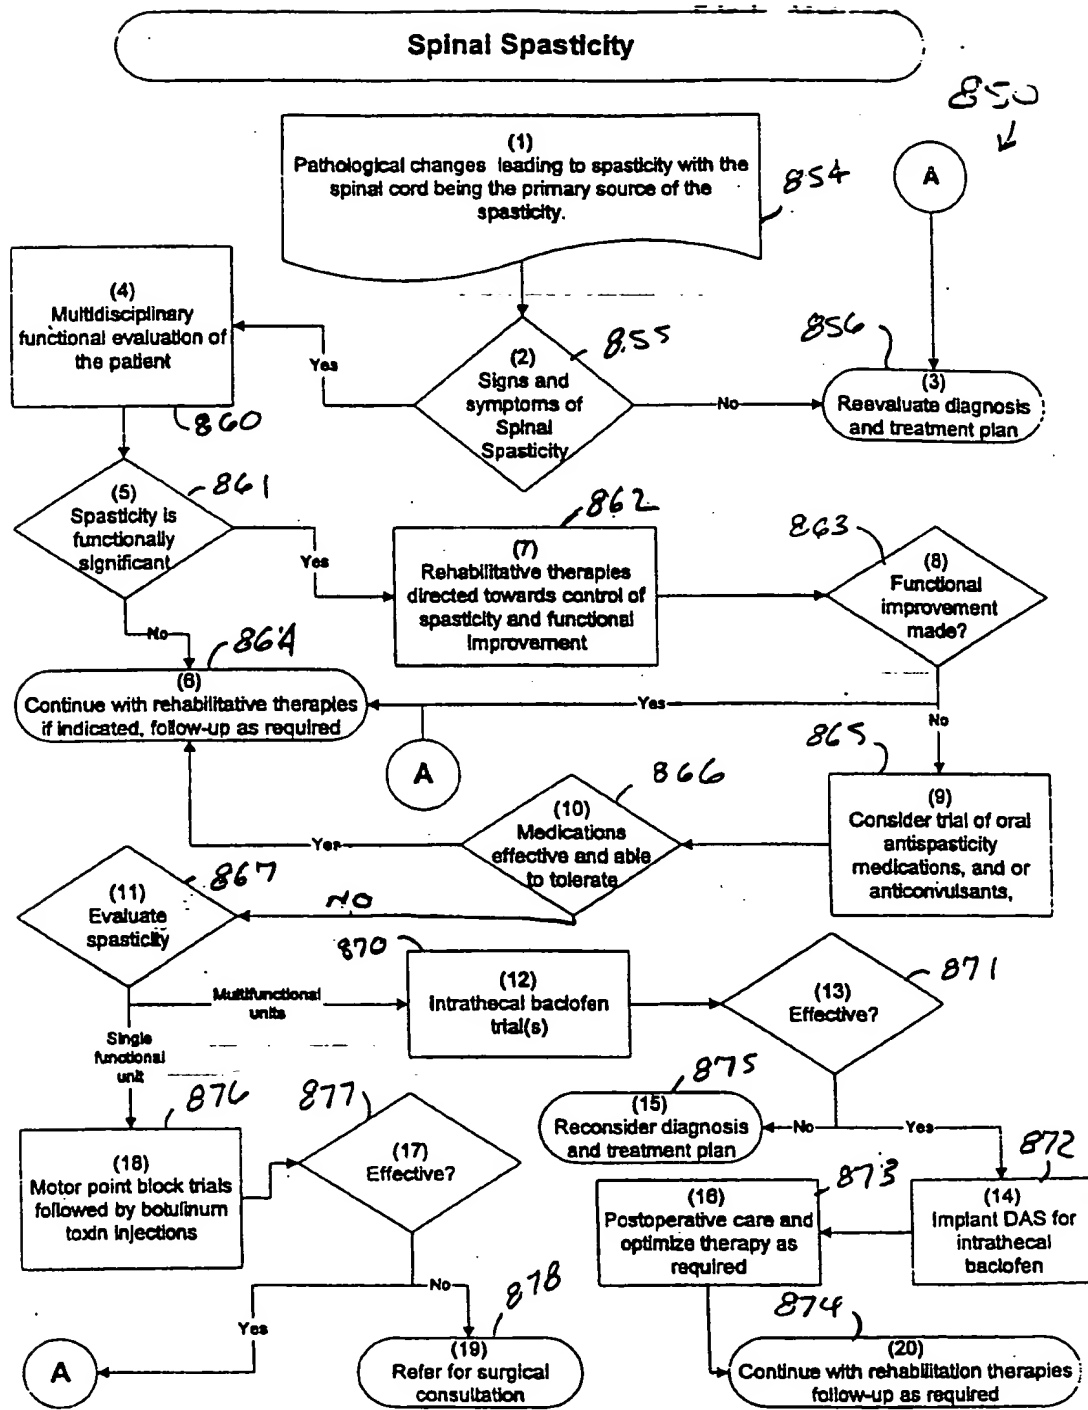 Spinal Spasticity
850
(1)
Pathological changes leading to spasticity with the
spinal cord being the primary source of the
spasticity.
854
A
(4)
Multidisciplinary
functional evaluation of
the patient
860
Yes
(2)
Signs and
symptoms of
Spinal
Spasticity
855
No
856
(3)
Reevaluate diagnosis
and treatment plan
(5)
Spasticity is
functionally
significant
861
Yes
No
862
(7)
Rehabilitative therapies
directed towards control of
spasticity and functional
Improvement
863
(8)
Functional
improvement
made?
864
(6)
Continue with rehabilitative therapies
if indicated, follow-up as required
Yes
No
A
865
(9)
Consider trial of oral
antispasticity
medications, and or
anticonvulsants,
866
(10)
Medications
effective and able
to tolerate
Yes
NO
867
(11)
Evaluate
spasticity
Multifunctional
units
Single
functional
unit
870
(12)
Intrathecal baclofen
trial(s)
871
(13)
Effective?
No
Yes
875
(15)
Reconsider diagnosis
and treatment plan
872
(14)
Implant DAS for
intrathecal
baclofen
873
(16)
Postoperative care and
optimize therapy as
required
874
(20)
Continue with rehabilitation therapies
follow-up as required
876
(18)
Motor point block trials
followed by botulinum
toxin injections
877
(17)
Effective?
Yes
No
A
878
(19)
Refer for surgical
consultation